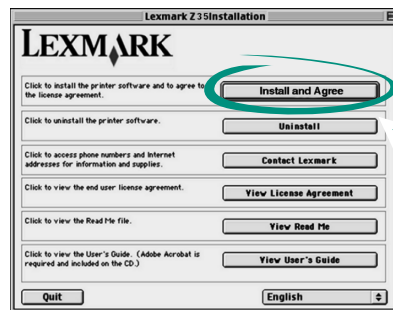 Lexmark Z35Installation
LEXMARK
Click to install the printer software and to agree to
the license agreement.
Install and Agree
Click to uninstall the printer software.
Uninstall
Click to access phone numbers and Internet
addresses for information and supplies.
Contact Lexmark
Click to view the end user license agreement.
View License Agreement
Click to view the Read Me file.
View Read Me
Click to view the User's Guide. (Adobe Acrobat is
required and included on the CD.)
View User's Guide
Quit
English